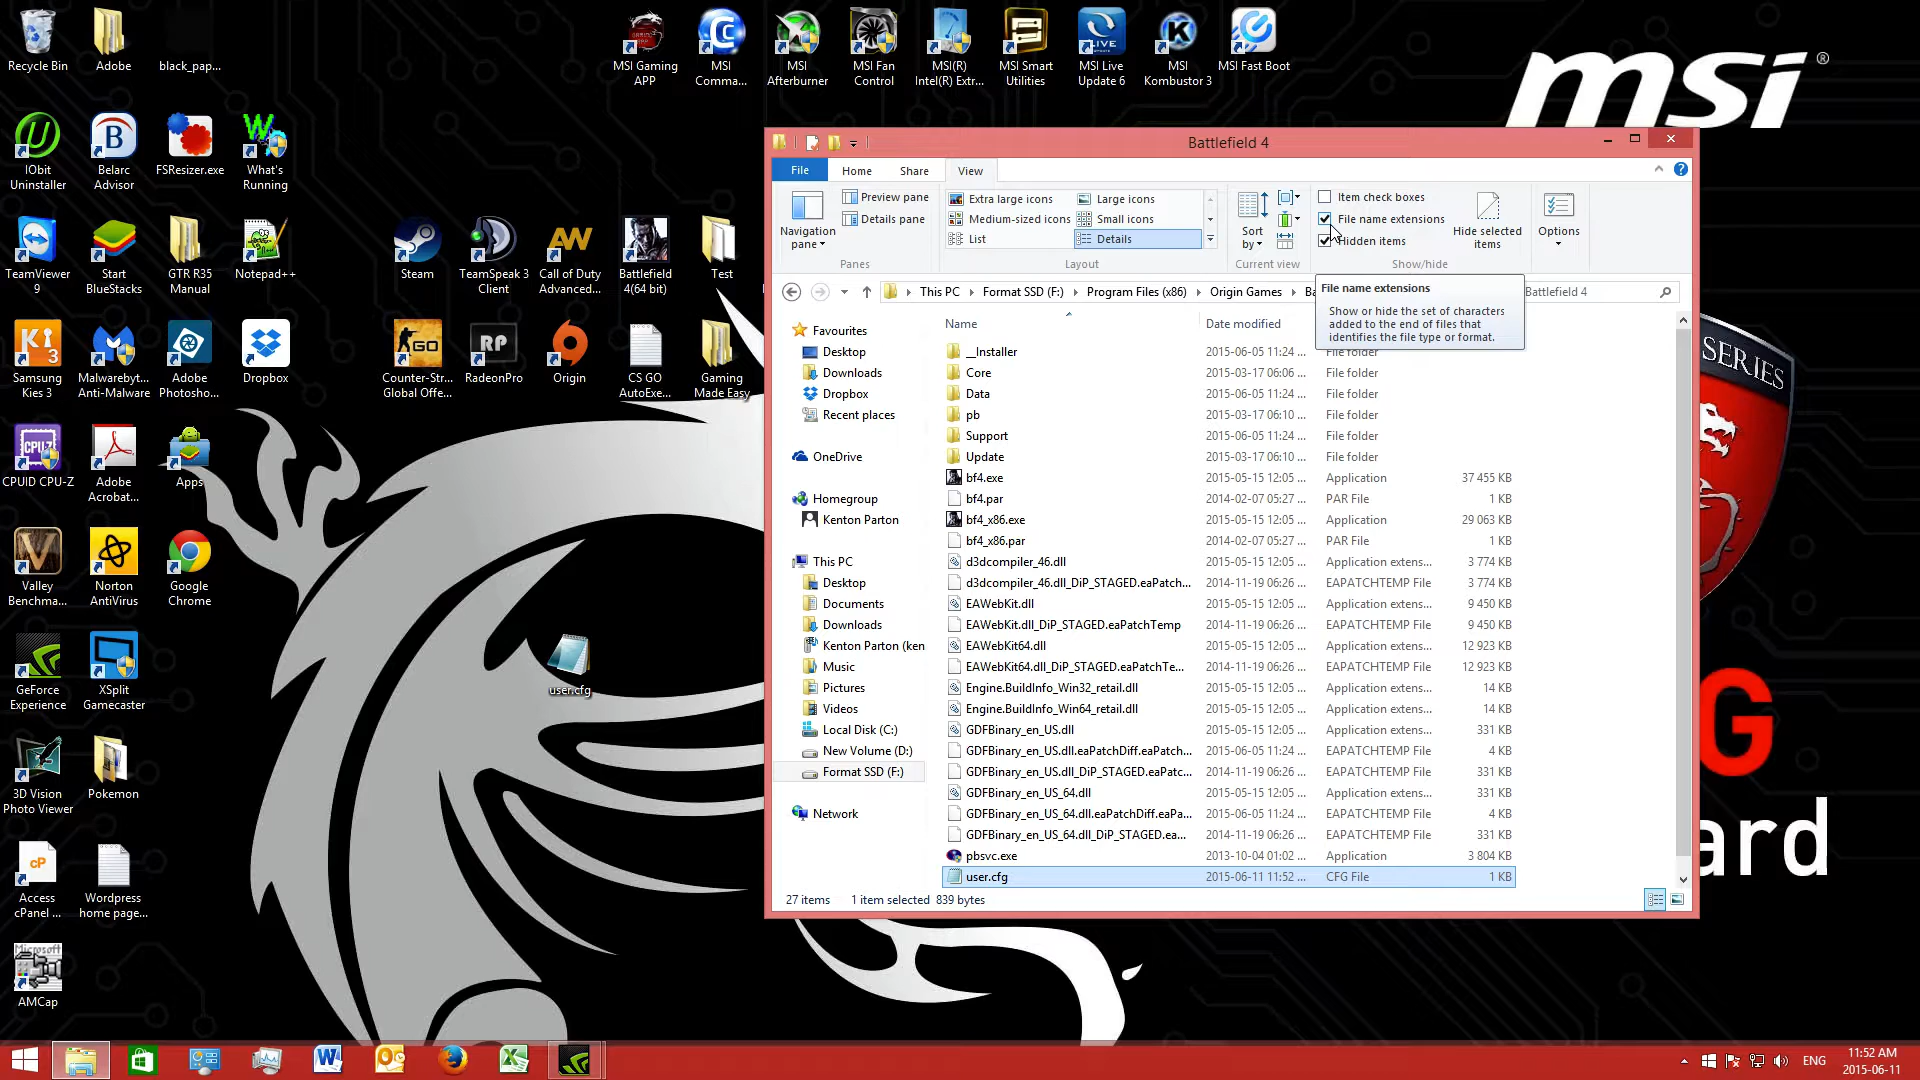 Recycle Bin
Adobe
black_pap...
MSI Gaming
APP
MSI
Comma...
MSI
Afterburner
MSI Fan
Control
MSI(R)
Intel(R) Extr...
MSI Smart
Utilities
MSI Live
Update 6
MSI
Kombustor 3
MSI Fast Boot
msi®
IObit
Uninstaller
Belarc
Advisor
FSResizer.exe
What's
Running
TeamViewer
9
Start
BlueStacks
GTR R35
Manual
Notepad++
Steam
TeamSpeak 3
Client
Call of Duty
Advanced...
Battlefield
4(64 bit)
Test
Samsung
Kies 3
Malwarebyt...
Anti-Malware
Adobe
Photosho...
Dropbox
Counter-Str...
Global Offe...
RadeonPro
Origin
CS GO
AutoExe...
Gaming
Made Easy
CPUID CPU-Z
Adobe
Acrobat...
Apps
Valley
Benchma...
Norton
AntiVirus
Google
Chrome
GeForce
Experience
XSplit
Gamecaster
user.cfg
3D Vision
Photo Viewer
Pokemon
Access
cPanel ...
Wordpress
home page...
AMCap
Battlefield 4
File
Home
Share
View
Navigation
pane
Preview pane
Details pane
Panes
Extra large icons
Large icons
Medium-sized icons
Small icons
List
Details
Layout
Sort
by
Current view
Item check boxes
File name extensions
Hidden items
Hide selected
items
Show/hide
Options
This PC
Format SSD (F:)
Program Files (x86)
Origin Games
Ba
Battlefield 4
File name extensions
Show or hide the set of characters
added to the end of files that
identifies the file type or format.
Favourites
Desktop
Downloads
Dropbox
Recent places
OneDrive
Homegroup
Kenton Parton
This PC
Desktop
Documents
Downloads
Kenton Parton (ken
Music
Pictures
Videos
Local Disk (C:)
New Volume (D:)
Format SSD (F:)
Network
Name Date modified
__Installer 2015-06-05 11:24 ... File folder
Core 2015-03-17 06:06 ... File folder
Data 2015-06-05 11:24 ... File folder
pb 2015-03-17 06:10 ... File folder
Support 2015-06-05 11:24 ... File folder
Update 2015-03-17 06:10 ... File folder
bf4.exe 2015-05-15 12:05 ... Application 37 455 KB
bf4.par 2014-02-07 05:27 ... PAR File 1 KB
bf4_x86.exe 2015-05-15 12:05 ... Application 29 063 KB
bf4_x86.par 2014-02-07 05:27 ... PAR File 1 KB
d3dcompiler_46.dll 2015-05-15 12:05 ... Application extens... 3 774 KB
d3dcompiler_46.dll_DiP_STAGED.eaPatch... 2014-11-19 06:26 ... EAPATCHTEMP File 3 774 KB
EAWebKit.dll 2015-05-15 12:05 ... Application extens... 9 450 KB
EAWebKit.dll_DiP_STAGED.eaPatchTemp 2014-11-19 06:26 ... EAPATCHTEMP File 9 450 KB
EAWebKit64.dll 2015-05-15 12:05 ... Application extens... 12 923 KB
EAWebKit64.dll_DiP_STAGED.eaPatchTe... 2014-11-19 06:26 ... EAPATCHTEMP File 12 923 KB
Engine.BuildInfo_Win32_retail.dll 2015-05-15 12:05 ... Application extens... 14 KB
Engine.BuildInfo_Win64_retail.dll 2015-05-15 12:05 ... Application extens... 14 KB
GDFBinary_en_US.dll 2015-05-15 12:05 ... Application extens... 331 KB
GDFBinary_en_US.dll.eaPatchDiff.eaPatch... 2015-06-05 11:24 ... EAPATCHTEMP File 4 KB
GDFBinary_en_US.dll_DiP_STAGED.eaPatc... 2014-11-19 06:26 ... EAPATCHTEMP File 331 KB
GDFBinary_en_US_64.dll 2015-05-15 12:05 ... Application extens... 331 KB
GDFBinary_en_US_64.dll.eaPatchDiff.eaPa... 2015-06-05 11:24 ... EAPATCHTEMP File 4 KB
GDFBinary_en_US_64.dll_DiP_STAGED.ea... 2014-11-19 06:26 ... EAPATCHTEMP File 331 KB
pbsvc.exe 2013-10-04 01:02 ... Application 3 804 KB
user.cfg 2015-06-11 11:52 ... CFG File 1 KB
27 items 1 item selected 839 bytes
SERIES
G
ard
ENG
11:52 AM
2015-06-11